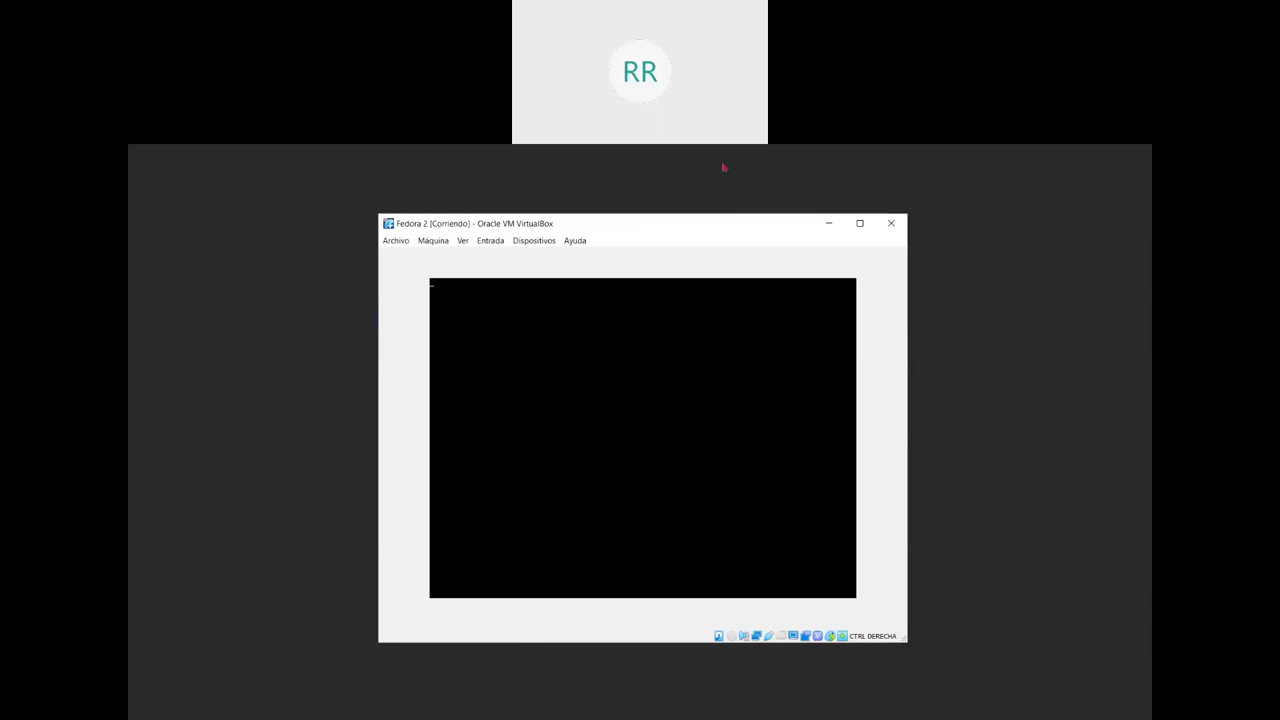 RR
Fedora 2 [Corriendo] - Oracle VM VirtualBox
Archivo Máquina Ver Entrada Dispositivos Ayuda
CTRL DERECHA